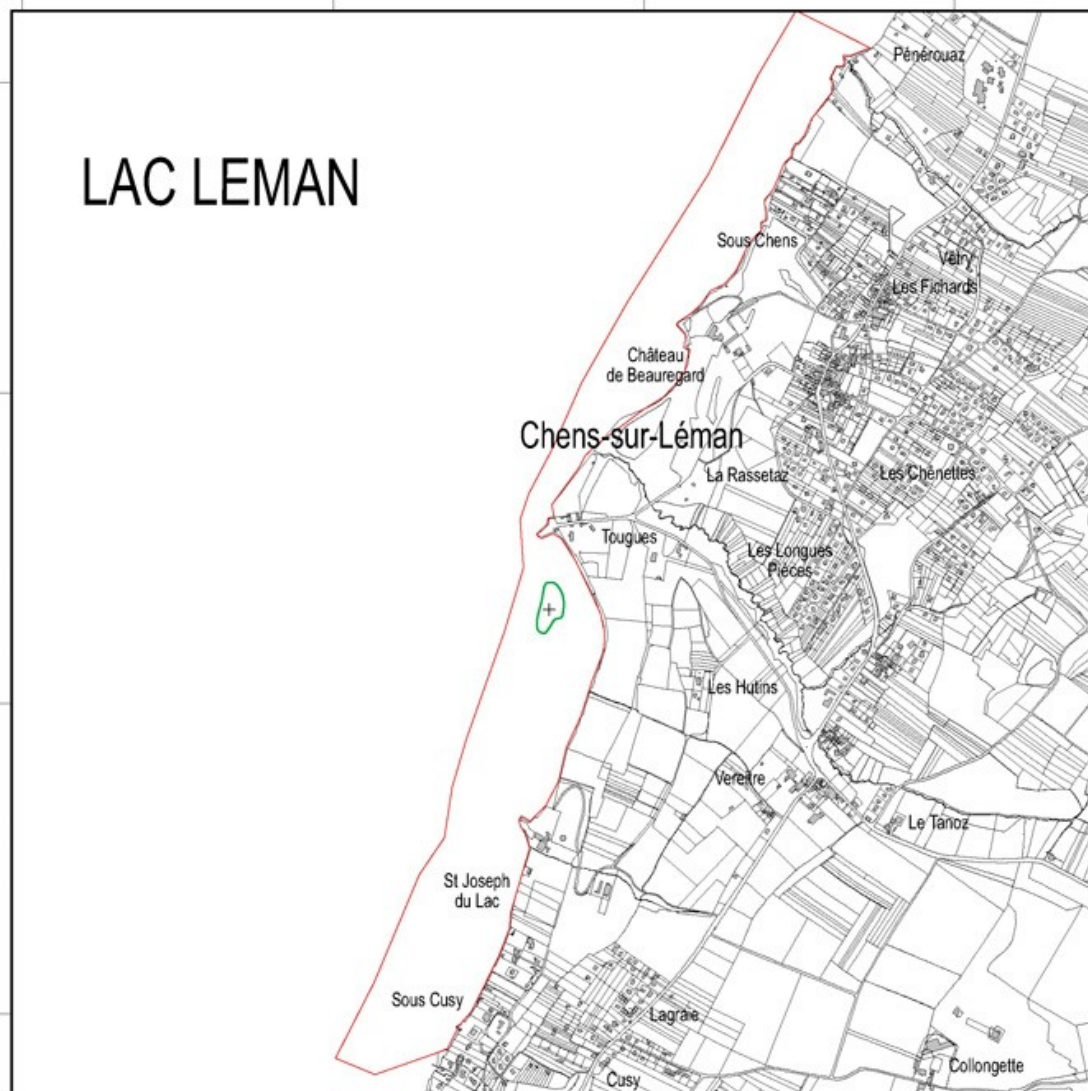 Pénérouaz
LAC LEMAN
Sous Chens
Vétry
Les Fichards
Château
de Beauregard
Chens-sur-Léman
La Rassetaz
Les Chênettes
Tougues
Les Longues
Pièces
Les Hutins
Vereitre
Le Tanoz
St Joseph
du Lac
Sous Cusy
Lagraie
Collongette
Cusy